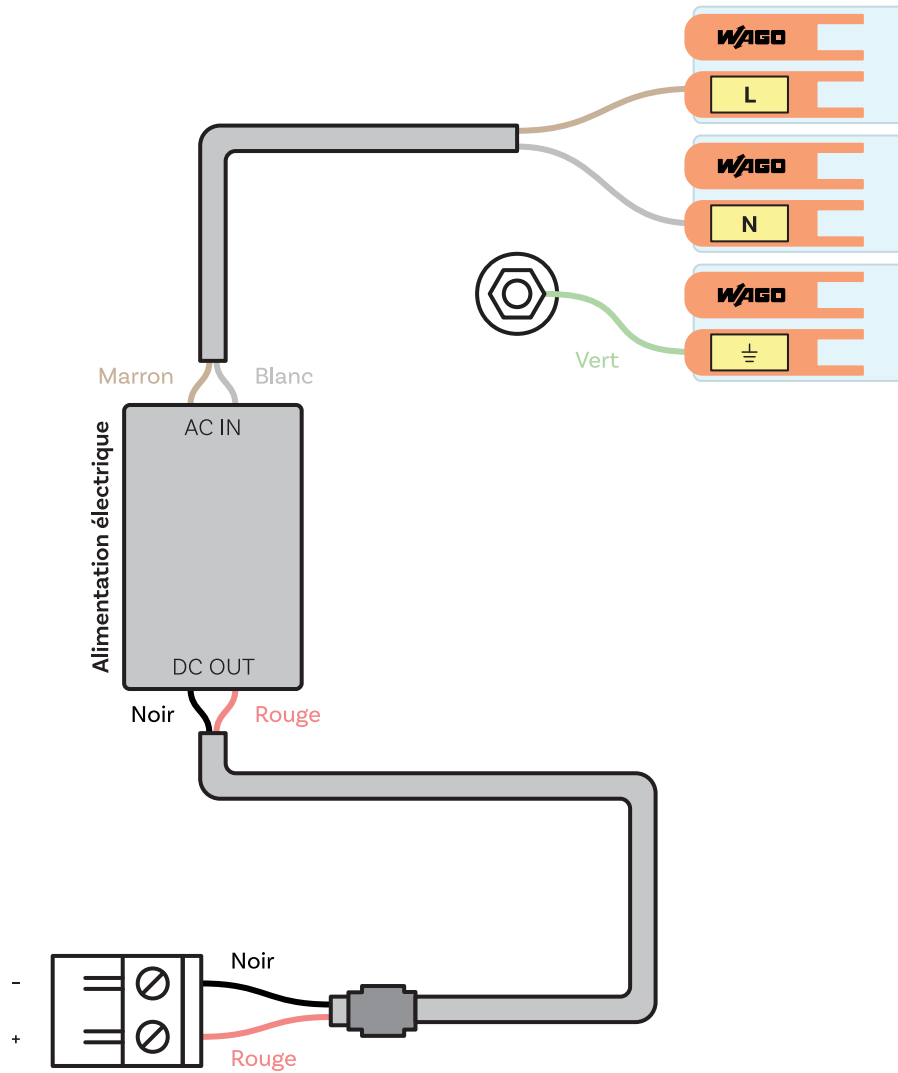 WAGO
L
WAGO
N
WAGO
Vert
Marron
Blanc
AC IN
Alimentation électrique
DC OUT
Noir
Rouge
Noir
-
+
Rouge